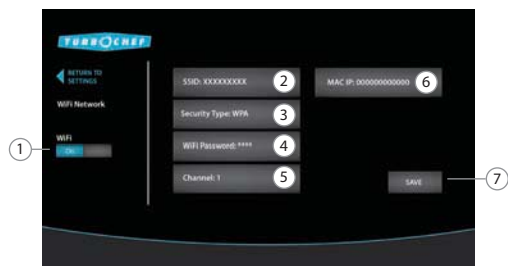 TURBOCHEF
RETURN TO
SETTINGS
WiFi Network
WiFi
On
1
SSID: XXXXXXXXX
2
Security Type: WPA
3
WiFi Password: ****
4
Channel: 1
5
MAC IP: 000000000000
6
SAVE
7